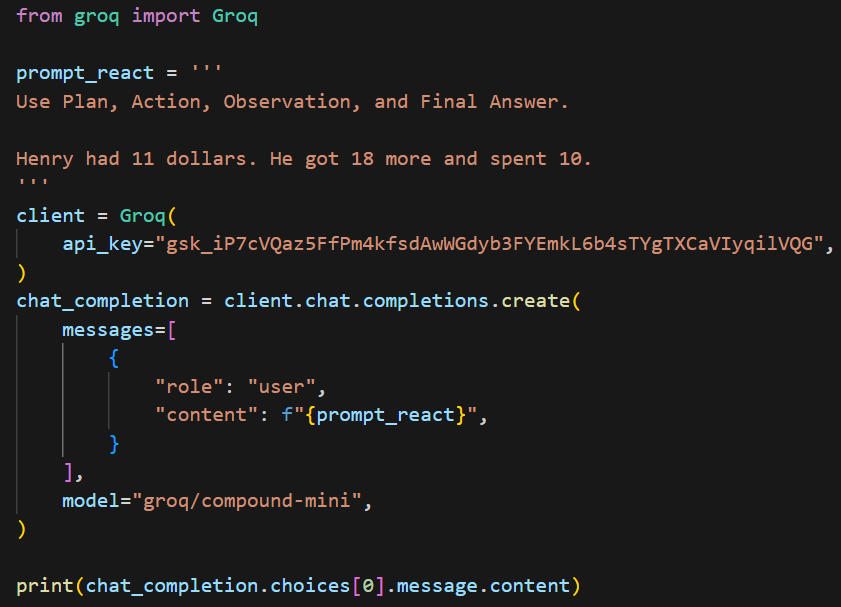 from groq import Groq
prompt_react = '''
Use Plan, Action, Observation, and Final Answer.
Henry had 11 dollars. He got 18 more and spent 10.
'''
client = Groq(
    api_key="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",
)
chat_completion = client.chat.completions.create(
    messages=[
        {
            "role": "user",
            "content": f"{prompt_react}",
        }
    ],
    model="groq/compound-mini",
)
print(chat_completion.choices[0].message.content)